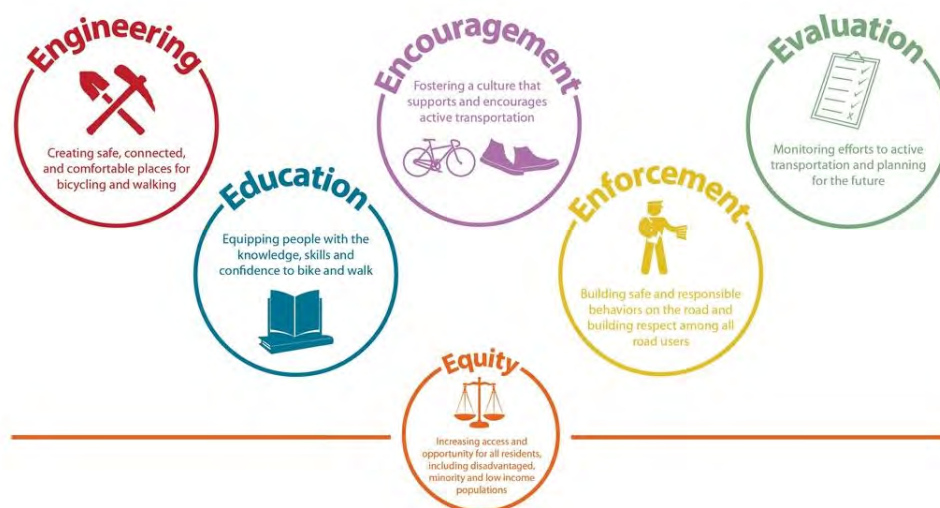 Engineering
Creating safe, connected,
and comfortable places for
bicycling and walking
Education
Equipping people with the
knowledge, skills and
confidence to bike and walk
Encouragement
Fostering a culture that
supports and encourages
active transportation
Enforcement
Building safe and responsible
behaviors on the road and
building respect among all
road users
Evaluation
Monitoring efforts to active
transportation and planning
for the future
Equity
Increasing access and
opportunity for all residents,
including disadvantaged,
minority and low income
populations